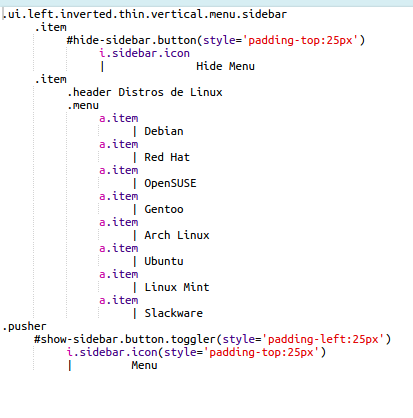 .ui.left.inverted.thin.vertical.menu.sidebar
.item
#hide-sidebar.button(style='padding-top:25px')
i.sidebar.icon
| Hide Menu
.item
.header Distros de Linux
.menu
a.item
| Debian
a.item
| Red Hat
a.item
| OpenSUSE
a.item
| Gentoo
a.item
| Arch Linux
a.item
| Ubuntu
a.item
| Linux Mint
a.item
| Slackware
.pusher
#show-sidebar.button.toggler(style='padding-left:25px')
i.sidebar.icon(style='padding-top:25px')
| Menu